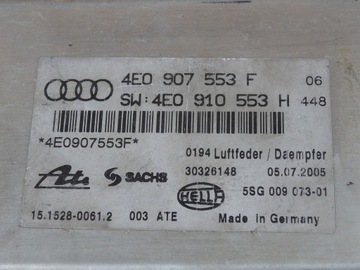 4E0 907 553 F 06
SW:4E0 910 553 H 448
*4E0907553F*
0194 Luftfeder / Daempfer
30326148 05.07.2005
Ate SACHS HELLA 5SG 009 073-01
15.1528-0061.2 003 ATE Made in Germany